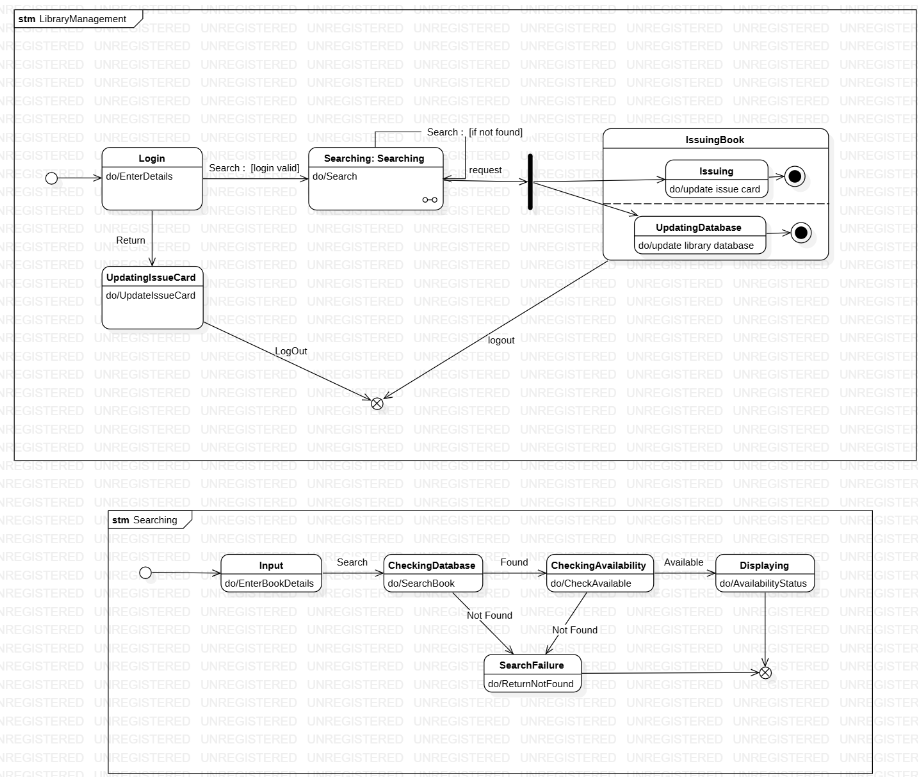 stm LibraryManagement
Search : [if not found]
IssuingBook
Login
Search : [login valid]
Searching: Searching
request
Issuing
do/EnterDetails
do/Search
do/update issue card
UpdatingDatabase
Return
do/update library database
UpdatingIssueCard
do/UpdateIssueCard
LogOut
logout
stm Searching
Input
Search
CheckingDatabase
Found
CheckingAvailability
Available
Displaying
do/EnterBookDetails
do/SearchBook
do/CheckAvailable
do/AvailabilityStatus
Not Found
Not Found
SearchFailure
do/ReturnNotFound
UNREGISTERED